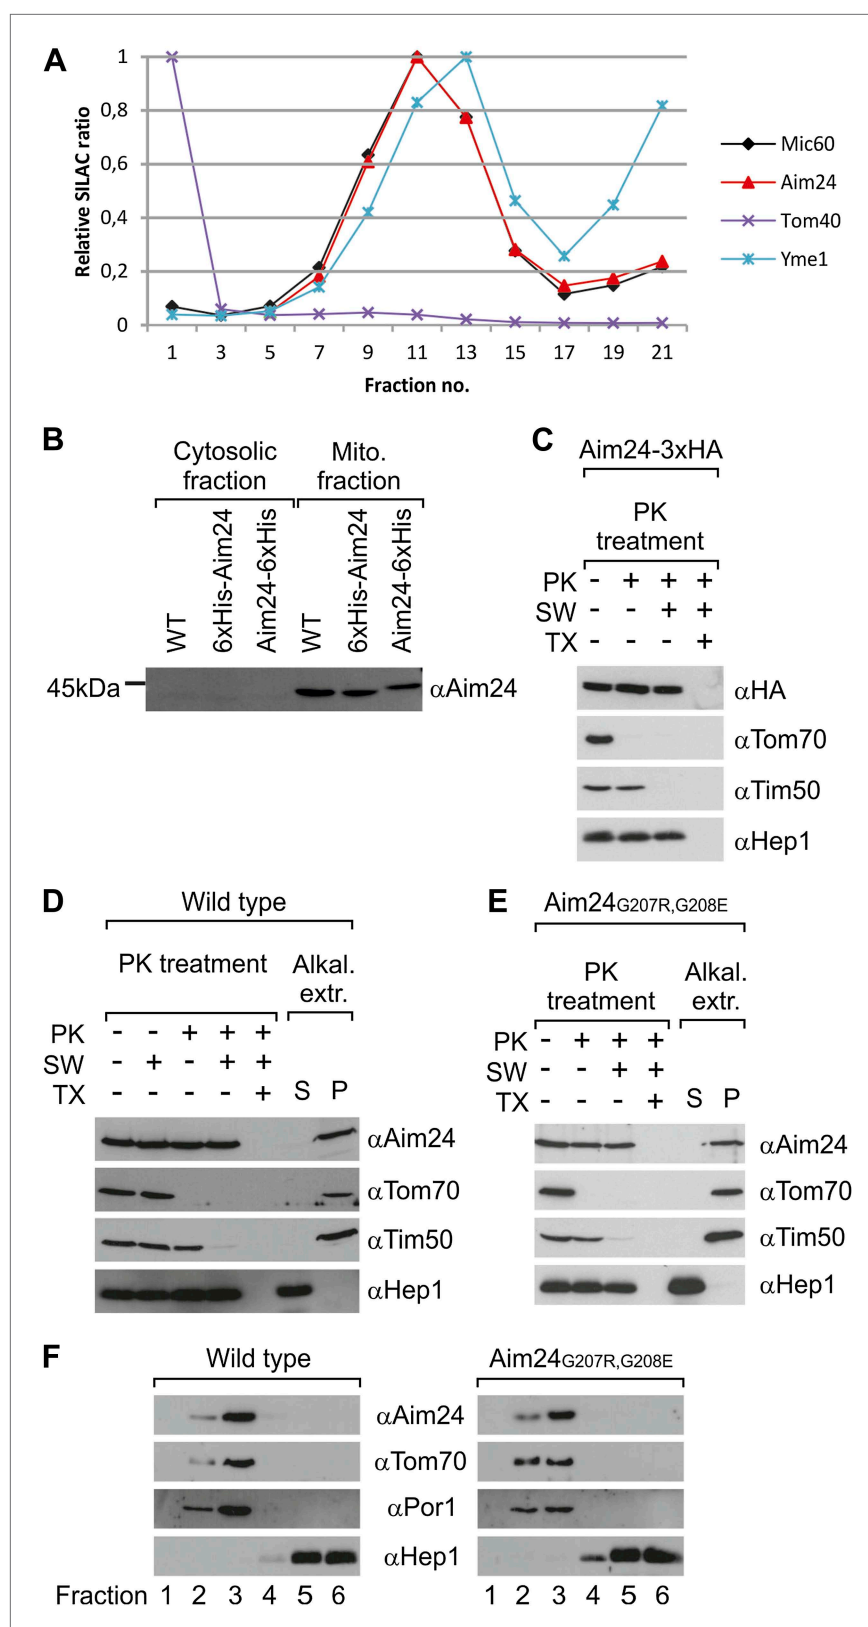 A
Relative SILAC ratio
1
0,8
0,6
0,4
0,2
0
1 3 5 7 9 11 13 15 17 19 21
Fraction no.
Mic60
Aim24
Tom40
Yme1
B
Cytosolic fraction
Mito. fraction
WT
6xHis-Aim24
Aim24-6xHis
WT
6xHis-Aim24
Aim24-6xHis
45kDa
αAim24
C
Aim24-3xHA
PK treatment
PK - + + +
SW - - + +
TX - - - +
αHA
αTom70
αTim50
αHep1
D
Wild type
PK treatment
Alkal. extr.
PK - - + + +
SW - + - + +
TX - - - - + S P
αAim24
αTom70
αTim50
αHep1
E
Aim24G207R,G208E
PK treatment
Alkal. extr.
PK - + + +
SW - - + +
TX - - - + S P
αAim24
αTom70
αTim50
αHep1
F
Wild type
Aim24G207R,G208E
αAim24
αTom70
αPor1
αHep1
Fraction 1 2 3 4 5 6 1 2 3 4 5 6